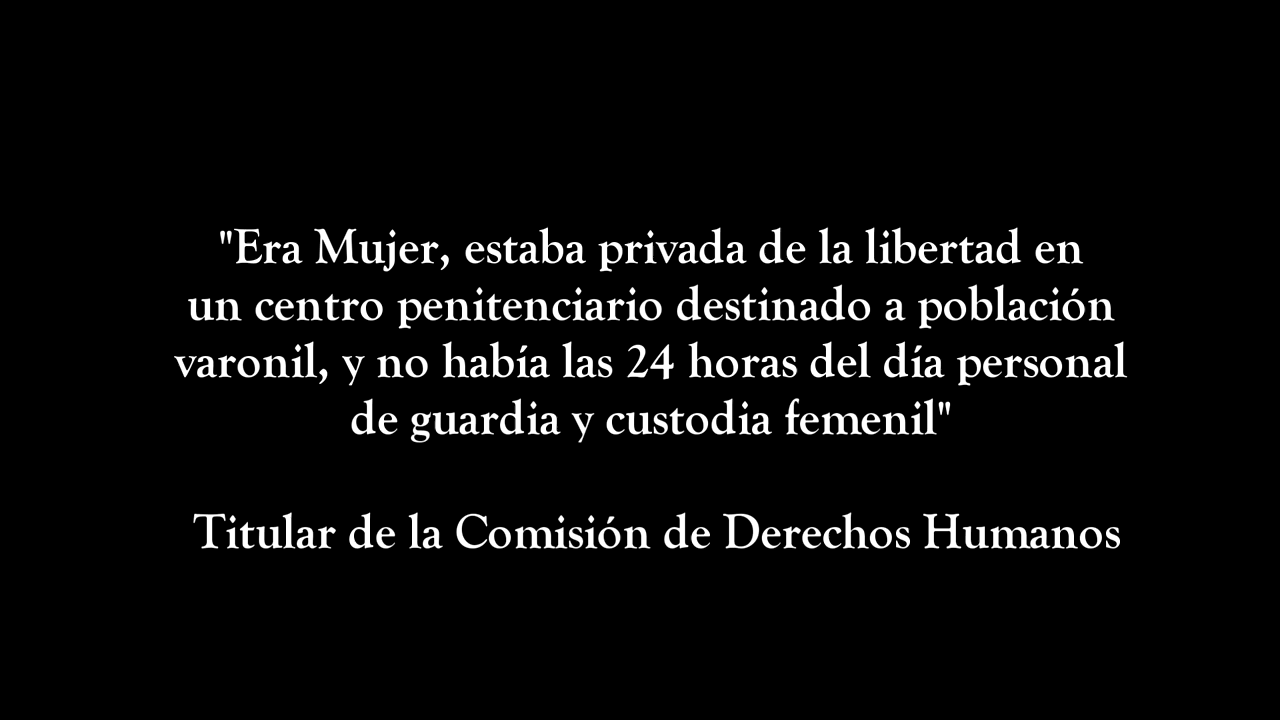 "Era Mujer, estaba privada de la libertad en
un centro penitenciario destinado a población
varonil, y no había las 24 horas del día personal
de guardia y custodia femenil"
Titular de la Comisión de Derechos Humanos